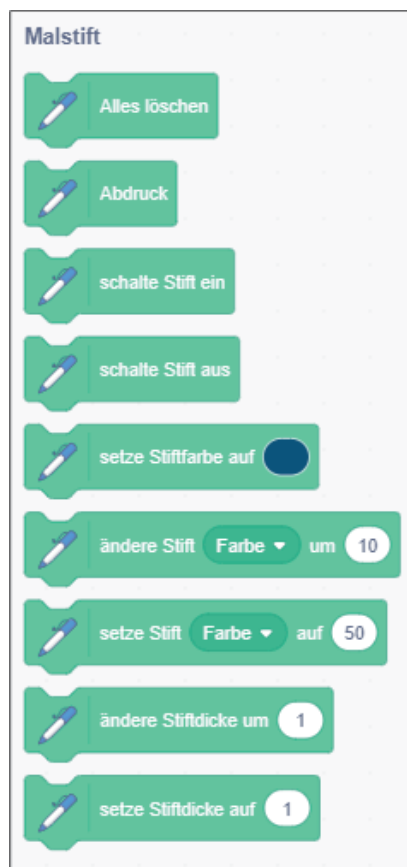 Malstift
Alles löschen
Abdruck
schalte Stift ein
schalte Stift aus
setze Stiftfarbe auf
ändere Stift Farbe um 10
setze Stift Farbe auf 50
ändere Stiftdicke um 1
setze Stiftdicke auf 1